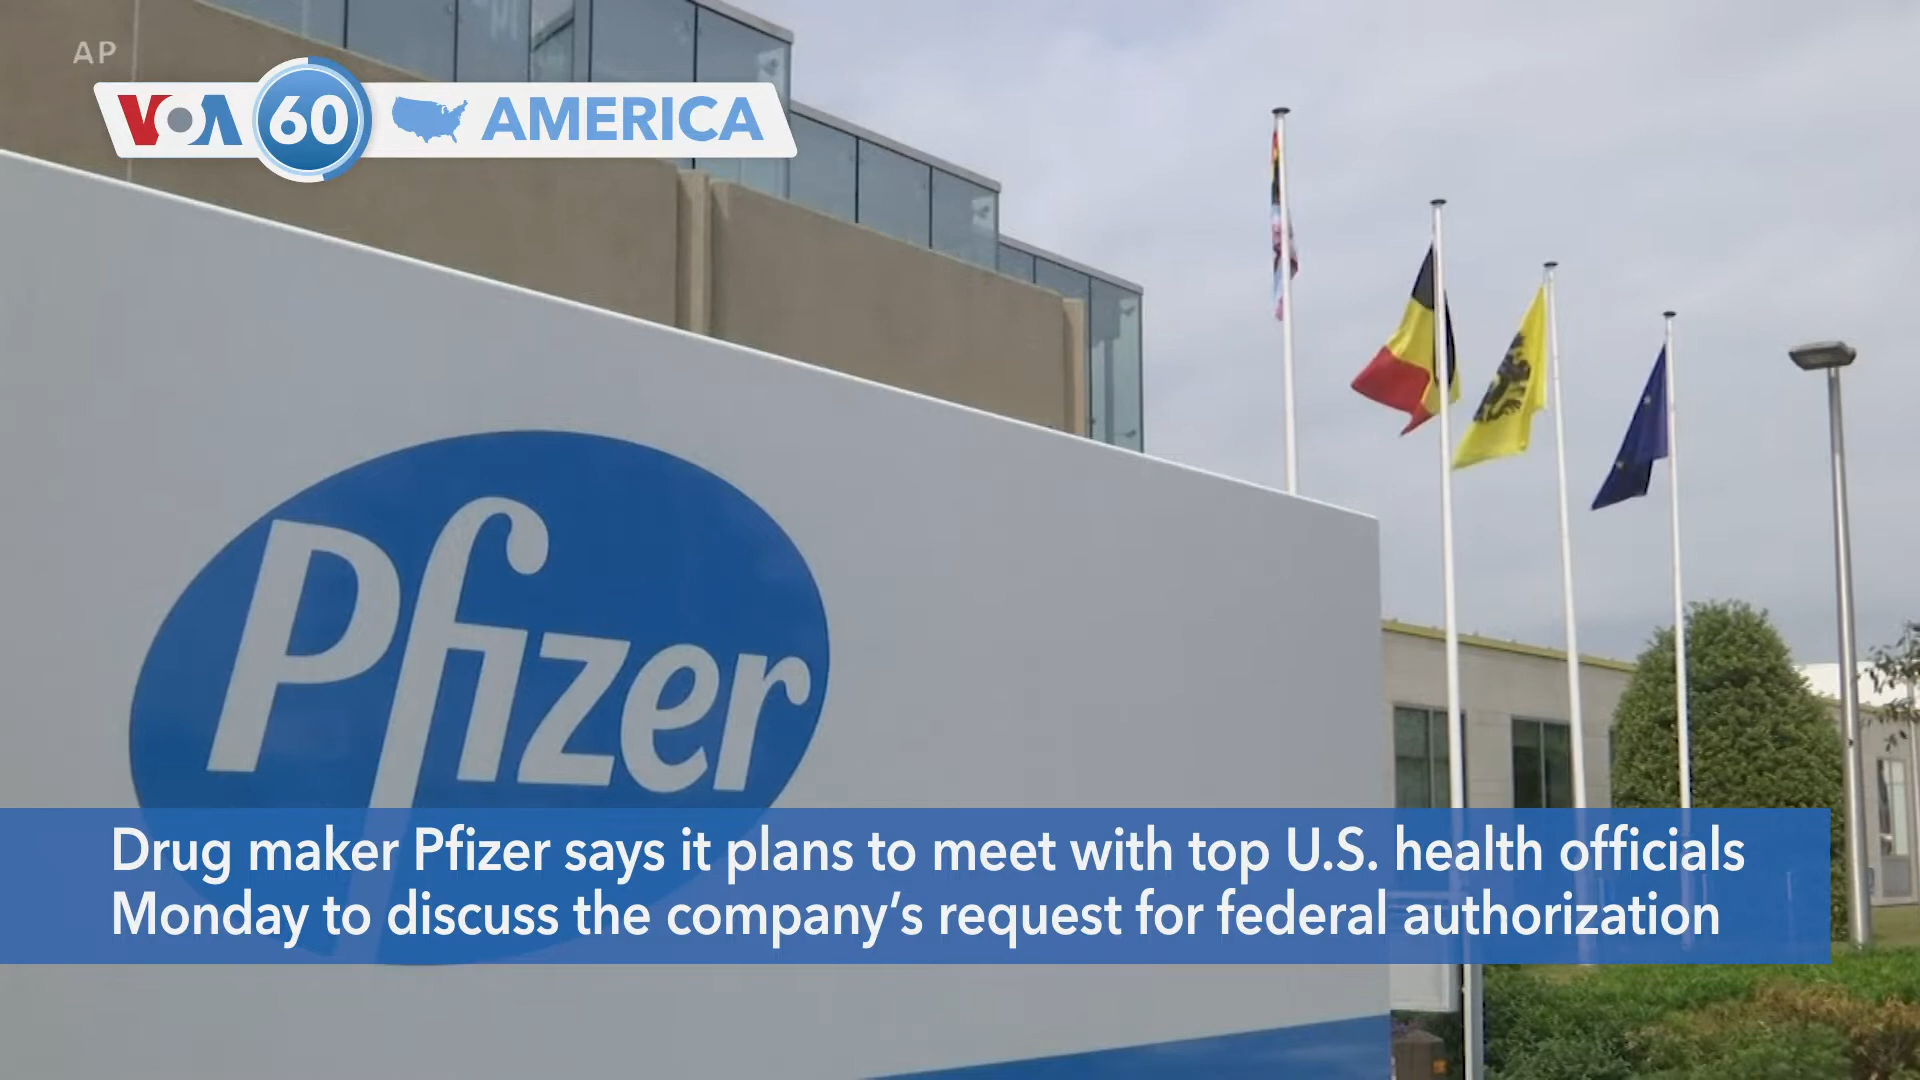 AP
VOA 60 AMERICA
Pfizer
Drug maker Pfizer says it plans to meet with top U.S. health officials
Monday to discuss the company’s request for federal authorization